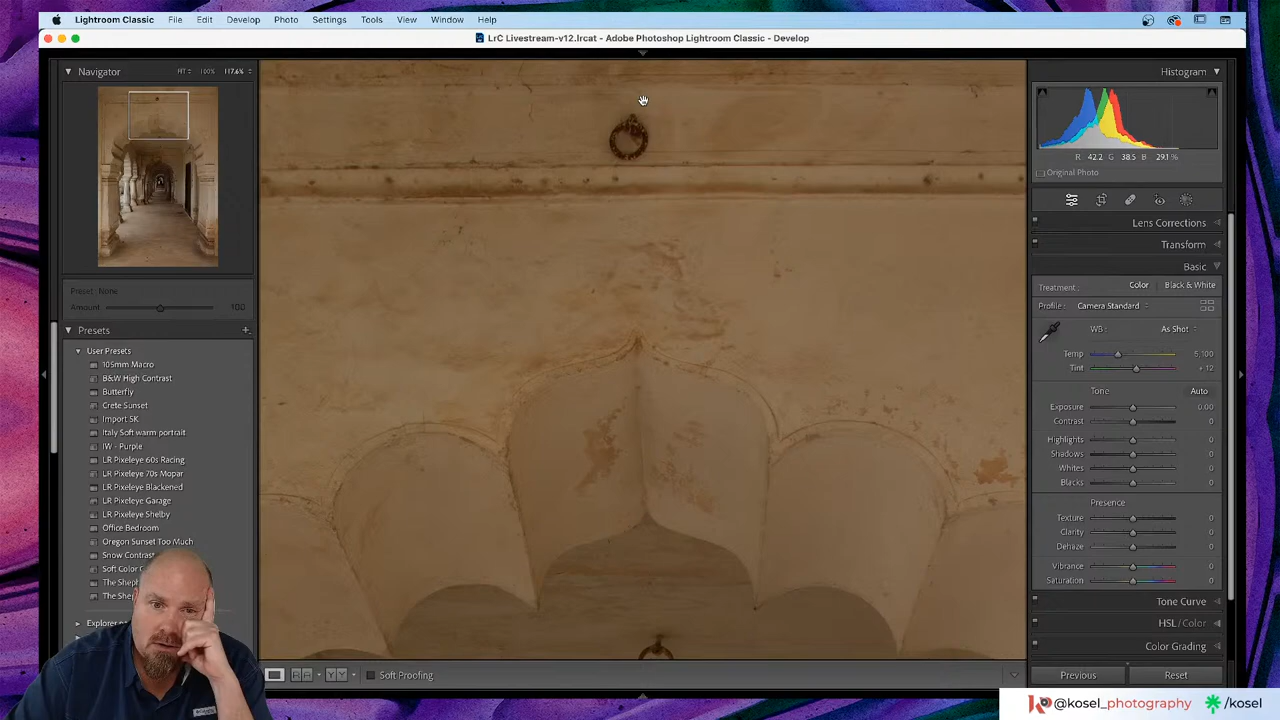 Lightroom Classic File Edit Develop Photo Settings Tools View Window Help
LrC Livestream-v12.lrcat - Adobe Photoshop Lightroom Classic - Develop
Navigator FIT 100% 117.6%
Preset: None
Amount 100
Presets
User Presets
105mm Macro
B&W High Contrast
Butterfly
Crete Sunset
Import SK
Italy Soft warm portrait
IW - Purple
LR Pixeleye 60s Racing
LR Pixeleye 70s Mopar
LR Pixeleye Blackened
LR Pixeleye Garage
LR Pixeleye Shelby
Office Bedroom
Oregon Sunset Too Much
Snow Contrast
Soft Color
The Shep
The Shep
Explorer
Soft Proofing
Histogram
R 42.2 G 38.5 B 29.1 %
Original Photo
Lens Corrections
Transform
Basic
Treatment: Color Black & White
Profile: Camera Standard
WB: As Shot
Temp 5,100
Tint + 12
Tone Auto
Exposure 0.00
Contrast 0
Highlights 0
Shadows 0
Whites 0
Blacks 0
Presence
Texture 0
Clarity 0
Dehaze 0
Vibrance 0
Saturation 0
Tone Curve
HSL / Color
Color Grading
Previous Reset
@kosel_photography /kosel